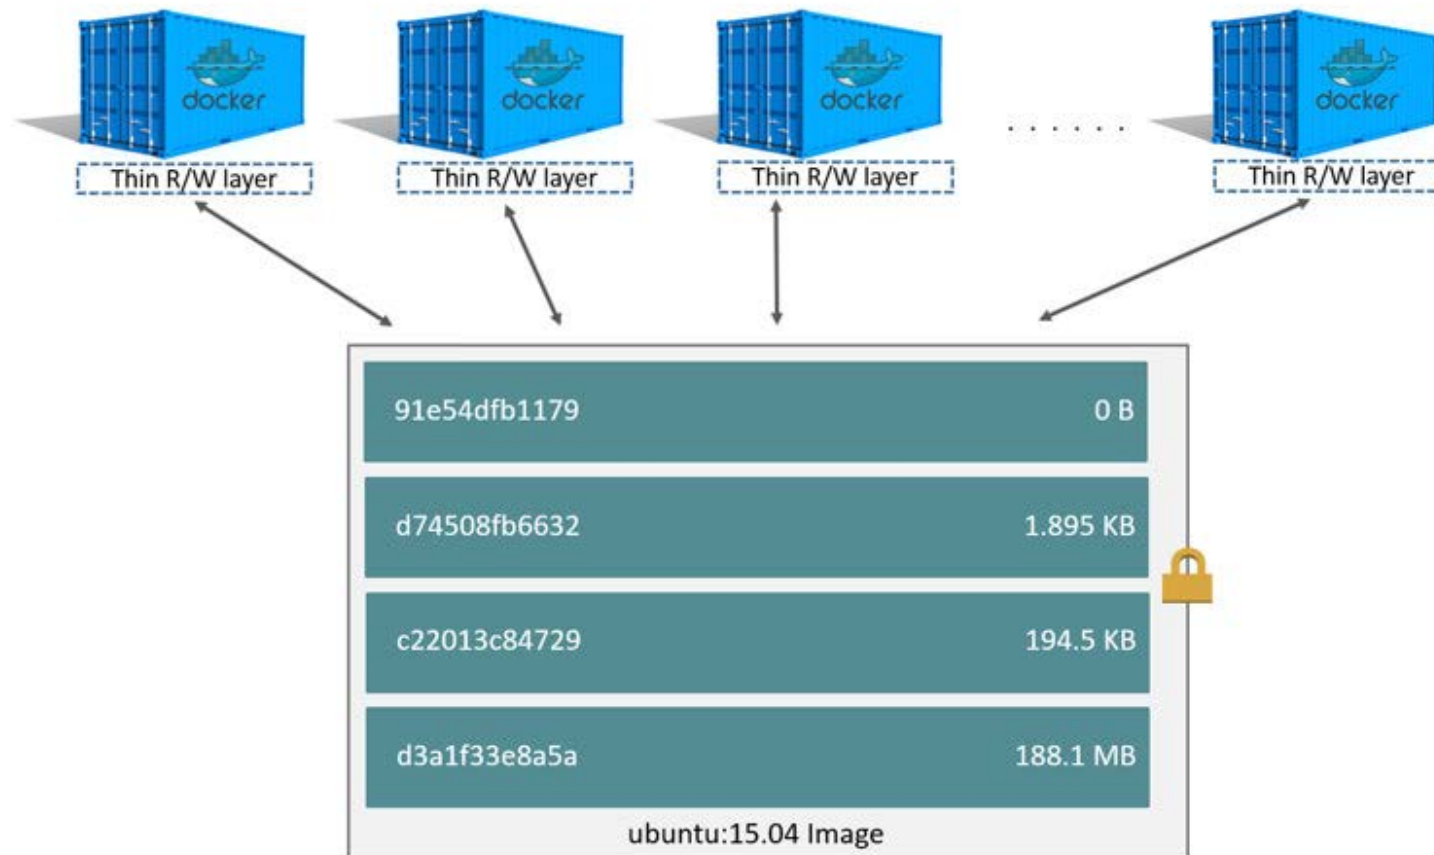 docker docker docker docker
. . . . . .
Thin R/W layer Thin R/W layer Thin R/W layer Thin R/W layer
91e54dfb1179 0 B
d74508fb6632 1.895 KB
c22013c84729 194.5 KB
d3a1f33e8a5a 188.1 MB
ubuntu:15.04 Image